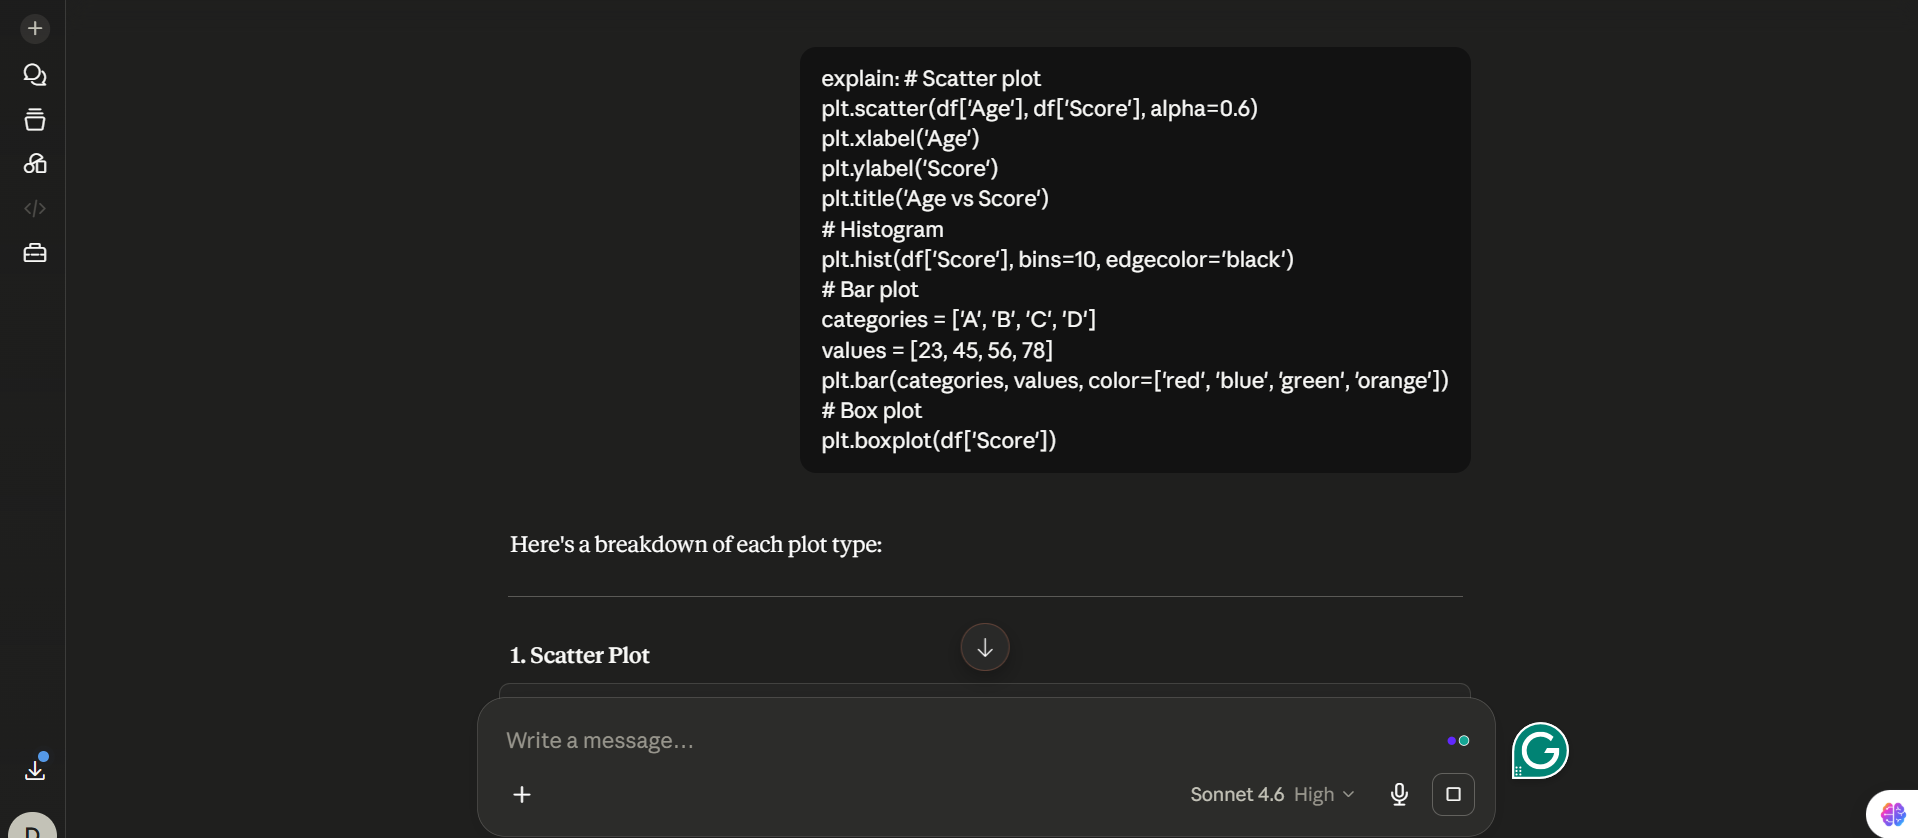 explain: # Scatter plot
plt.scatter(df['Age'], df['Score'], alpha=0.6)
plt.xlabel('Age')
plt.ylabel('Score')
plt.title('Age vs Score')
# Histogram
plt.hist(df['Score'], bins=10, edgecolor='black')
# Bar plot
categories = ['A', 'B', 'C', 'D']
values = [23, 45, 56, 78]
plt.bar(categories, values, color=['red', 'blue', 'green', 'orange'])
# Box plot
plt.boxplot(df['Score'])
Here's a breakdown of each plot type:
1. Scatter Plot
Write a message...
Sonnet 4.6 High
G
D